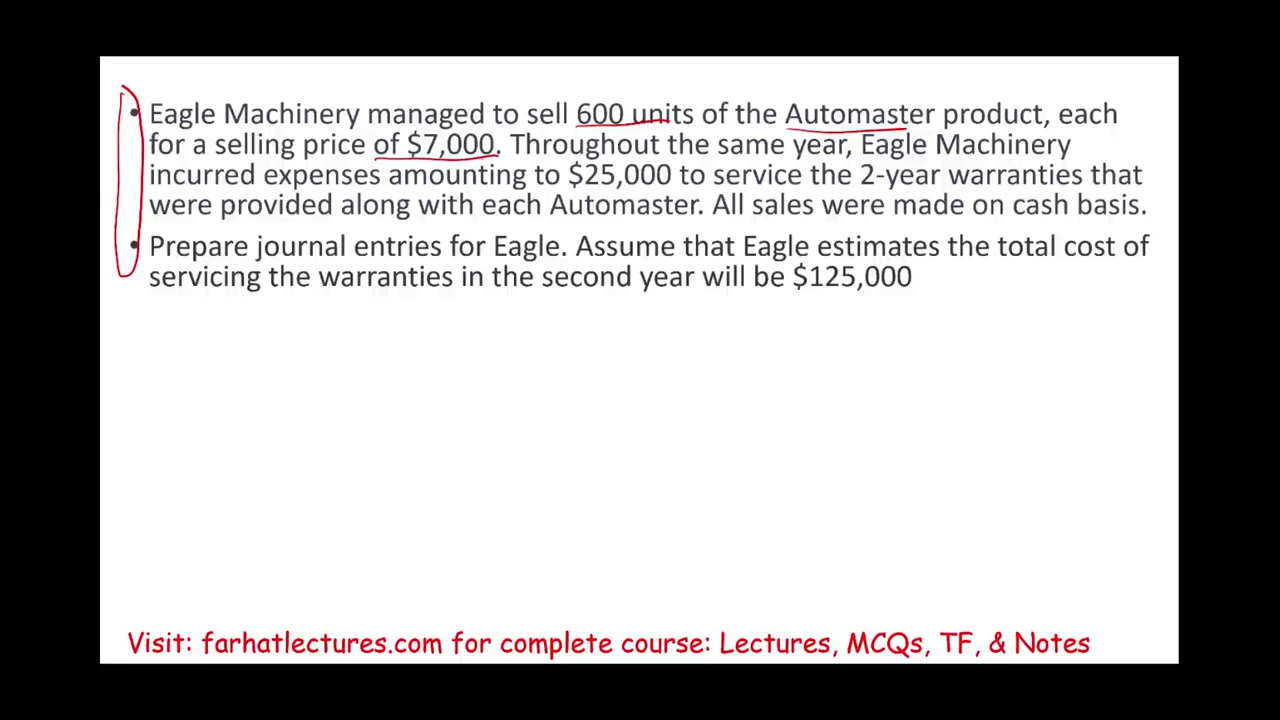 • Eagle Machinery managed to sell 600 units of the Automaster product, each
for a selling price of $7,000. Throughout the same year, Eagle Machinery
incurred expenses amounting to $25,000 to service the 2-year warranties that
were provided along with each Automaster. All sales were made on cash basis.
• Prepare journal entries for Eagle. Assume that Eagle estimates the total cost of
servicing the warranties in the second year will be $125,000
Visit: farhatlectures.com for complete course: Lectures, MCQs, TF, & Notes